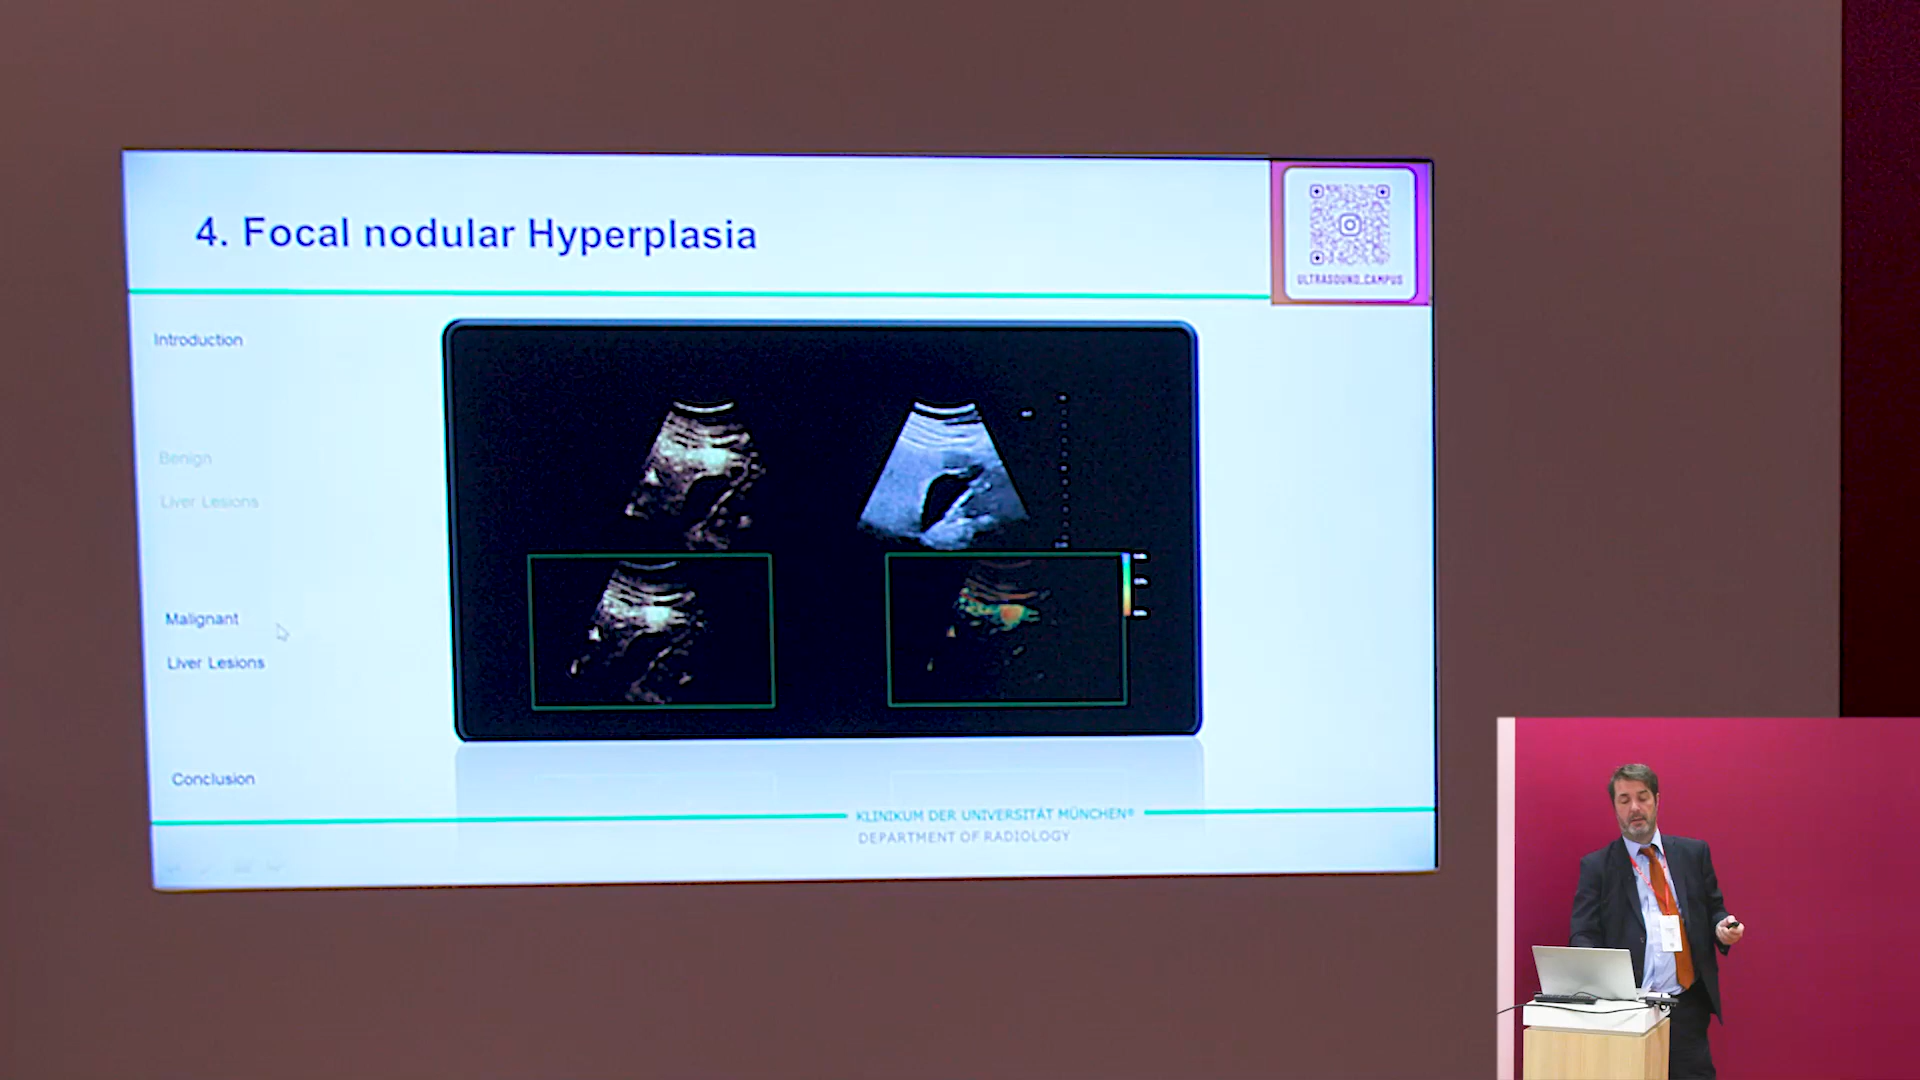 4. Focal nodular Hyperplasia
ULTRASOUND_CAMPUS
Introduction
Benign
Liver Lesions
Malignant
Liver Lesions
Conclusion
KLINIKUM DER UNIVERSITÄT MÜNCHEN®
DEPARTMENT OF RADIOLOGY